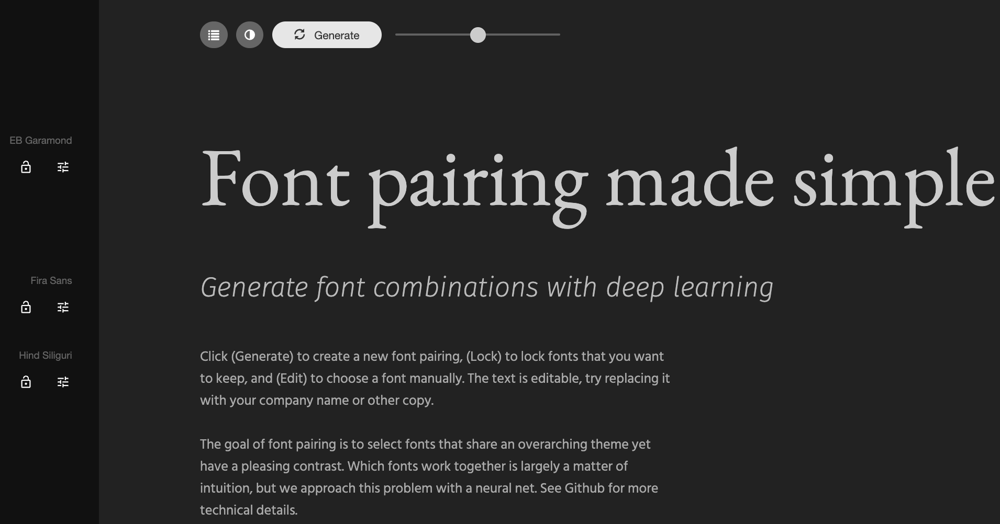 Generate
EB Garamond
Font pairing made simple
Fira Sans
Generate font combinations with deep learning
Hind Siliguri
Click (Generate) to create a new font pairing, (Lock) to lock fonts that you want
to keep, and (Edit) to choose a font manually. The text is editable, try replacing it
with your company name or other copy.
The goal of font pairing is to select fonts that share an overarching theme yet
have a pleasing contrast. Which fonts work together is largely a matter of
intuition, but we approach this problem with a neural net. See Github for more
technical details.